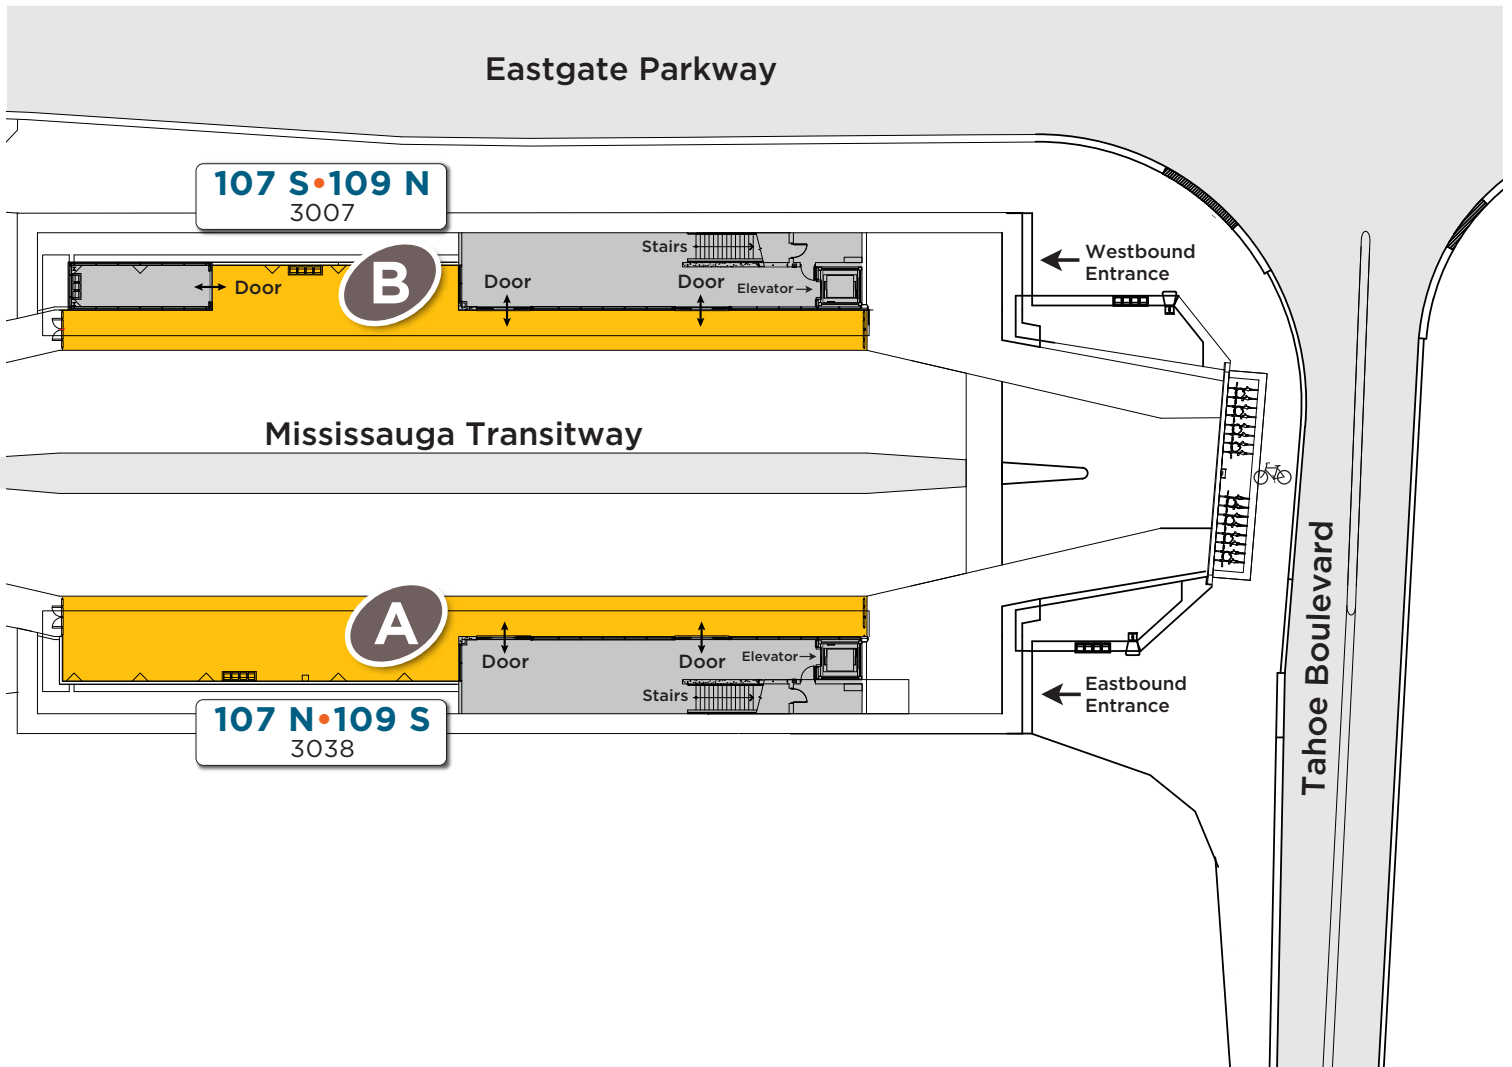 Eastgate Parkway
107 S•109 N
3007
Stairs
Westbound
Entrance
B
Door
Door
Door
Elevator
Mississauga Transitway
A
Door
Door
Elevator
Stairs
Eastbound
Entrance
107 N•109 S
3038
Tahoe Boulevard